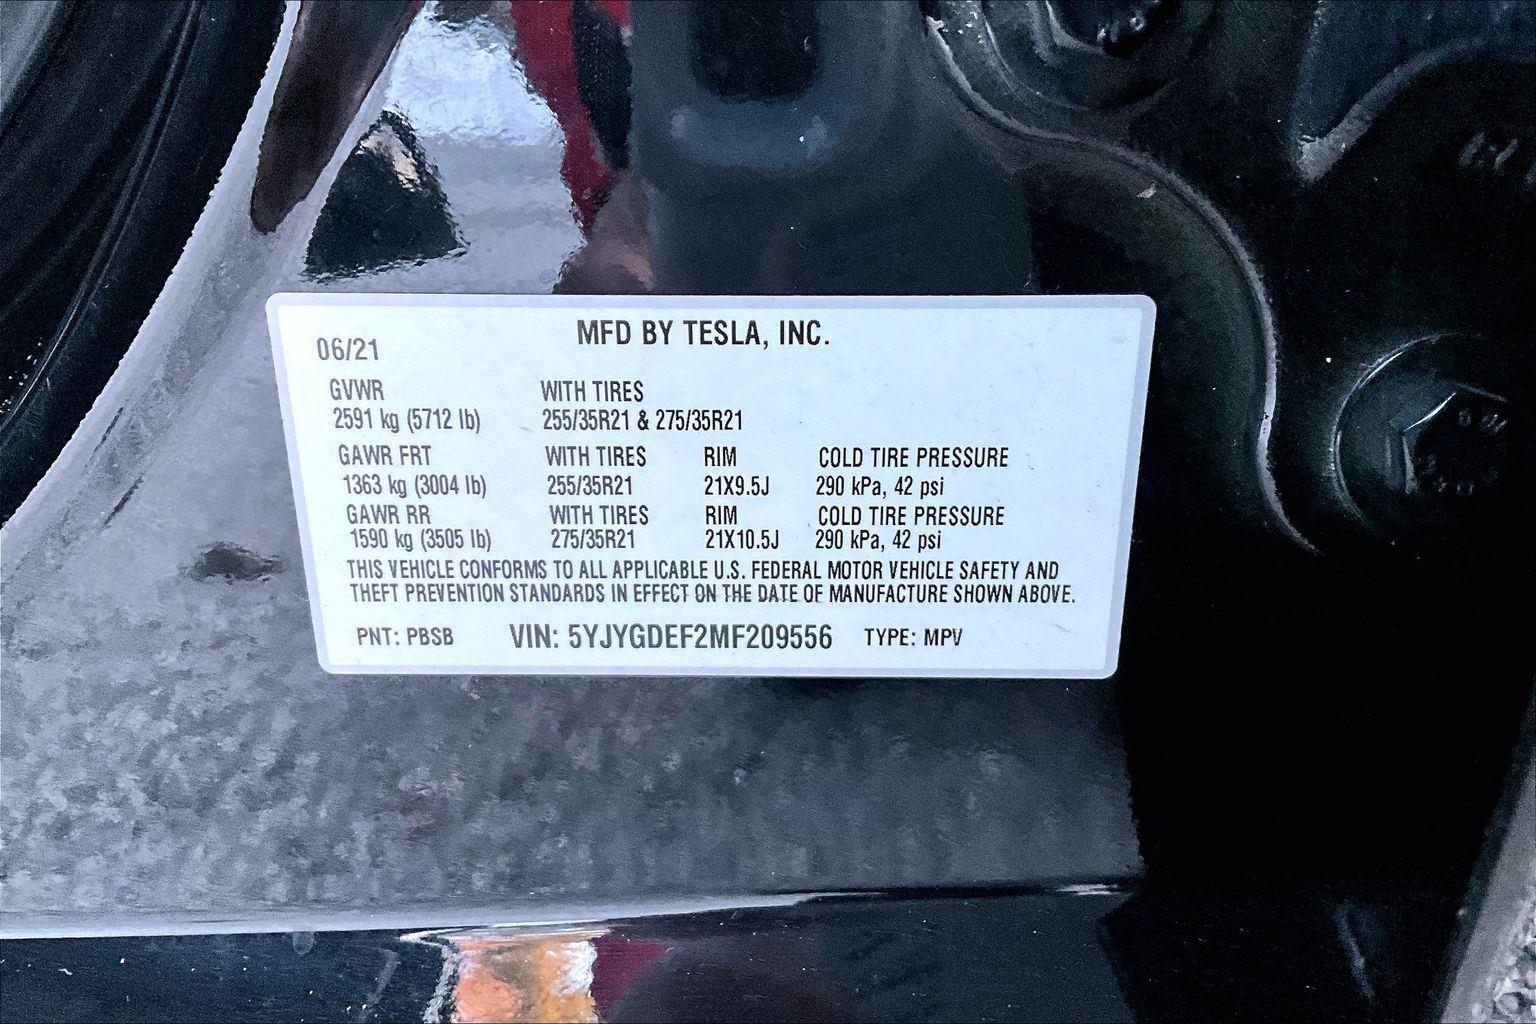 MFD BY TESLA, INC.
06/21
GVWR WITH TIRES
2591 kg (5712 lb) 255/35R21 & 275/35R21
GAWR FRT WITH TIRES RIM COLD TIRE PRESSURE
1363 kg (3004 lb) 255/35R21 21X9.5J 290 kPa, 42 psi
GAWR RR WITH TIRES RIM COLD TIRE PRESSURE
1590 kg (3505 lb) 275/35R21 21X10.5J 290 kPa, 42 psi
THIS VEHICLE CONFORMS TO ALL APPLICABLE U.S. FEDERAL MOTOR VEHICLE SAFETY AND
THEFT PREVENTION STANDARDS IN EFFECT ON THE DATE OF MANUFACTURE SHOWN ABOVE.
PNT: PBSB VIN: 5YJYGDEF2MF209556 TYPE: MPV